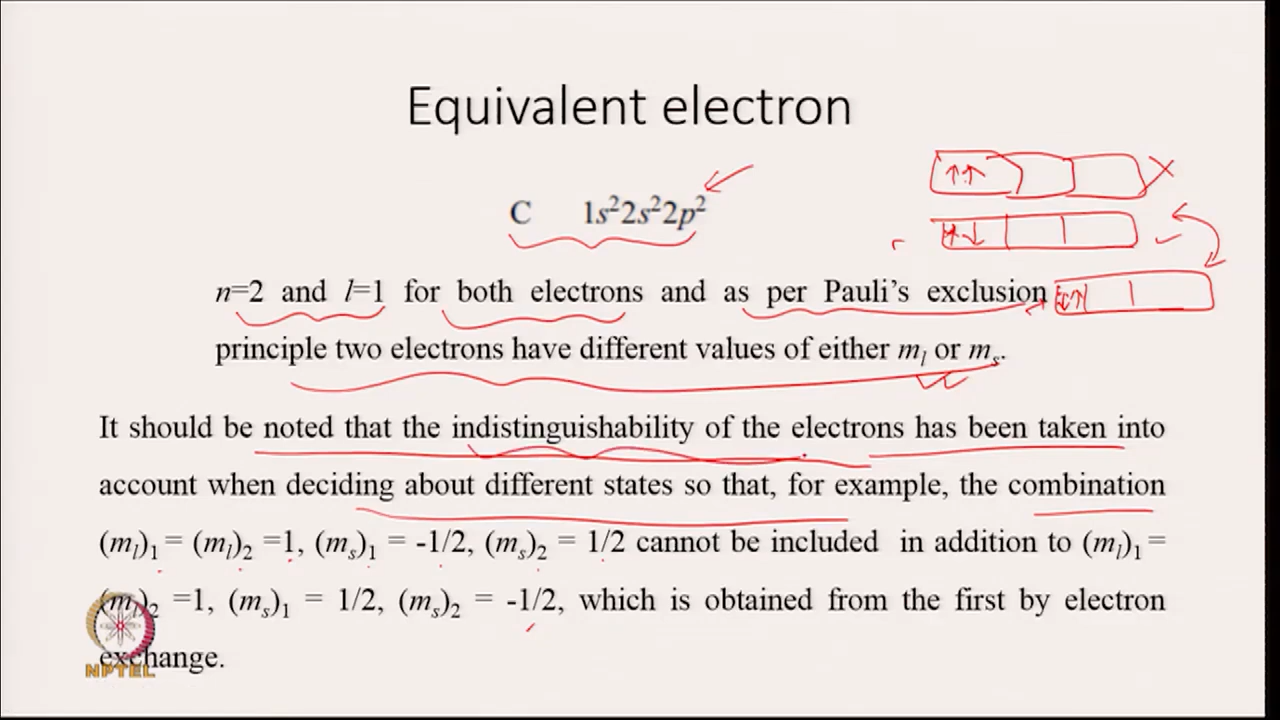 Equivalent electron
C 1s²2s²2p²
n=2 and l=1 for both electrons and as per Pauli's exclusion
principle two electrons have different values of either mₗ or mₛ.
It should be noted that the indistinguishability of the electrons has been taken into
account when deciding about different states so that, for example, the combination
(mₗ)₁ = (mₗ)₂ =1, (mₛ)₁ = -1/2, (mₛ)₂ = 1/2 cannot be included in addition to (mₗ)₁ =
(mₗ)₂ =1, (mₛ)₁ = 1/2, (mₛ)₂ = -1/2, which is obtained from the first by electron
exchange.
NPTEL